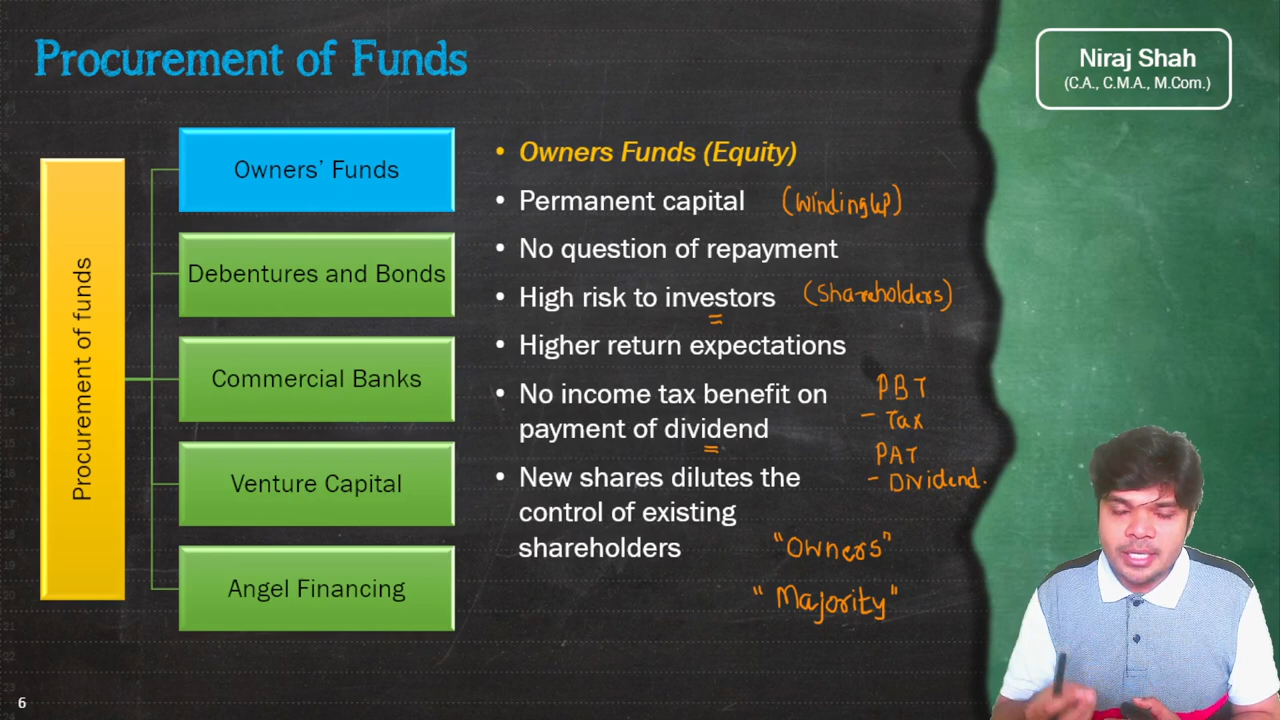 Procurement of Funds
Niraj Shah
(C.A., C.M.A., M.Com.)
Procurement of funds
Owners' Funds
Debentures and Bonds
Commercial Banks
Venture Capital
Angel Financing
• Owners Funds (Equity)
• Permanent capital (Winding up)
• No question of repayment
• High risk to investors (Shareholders)
• Higher return expectations
• No income tax benefit on
payment of dividend
PBT
- Tax
PAT
- Dividend.
• New shares dilutes the
control of existing
shareholders
"Owners"
"Majority"
6